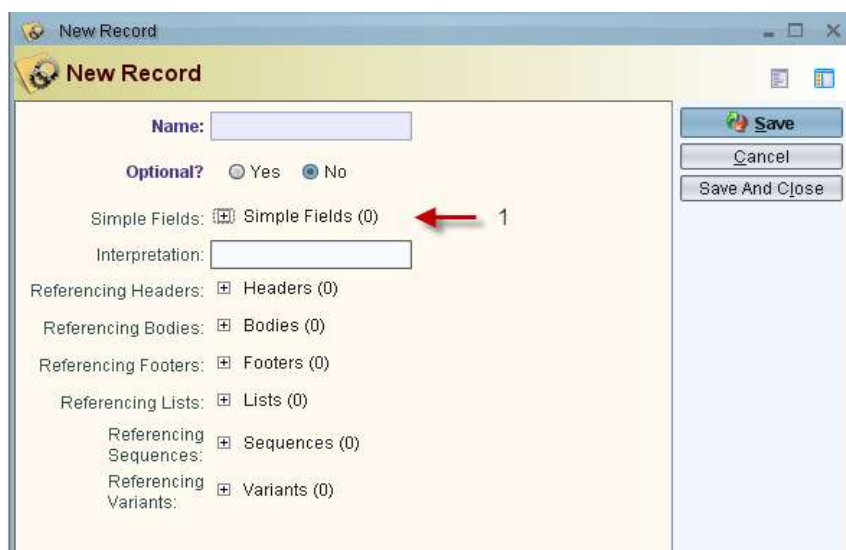 New Record
New Record
Name:
Optional? Yes No
Simple Fields: Simple Fields (0) 1
Interpretation:
Referencing Headers: Headers (0)
Referencing Bodies: Bodies (0)
Referencing Footers: Footers (0)
Referencing Lists: Lists (0)
Referencing
Sequences: Sequences (0)
Referencing
Variants: Variants (0)
Save
Cancel
Save And Close